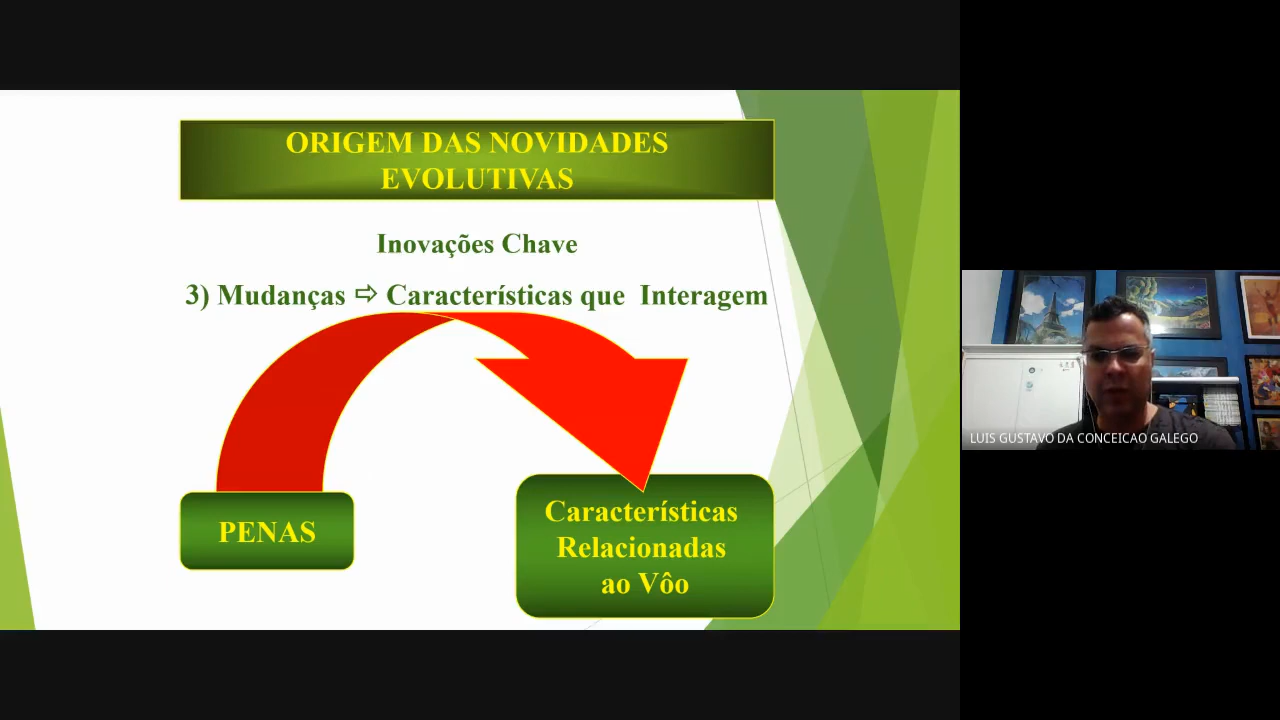 ORIGEM DAS NOVIDADES
EVOLUTIVAS
Inovações Chave
3) Mudanças ⇨ Características que Interagem
PENAS
Características
Relacionadas
ao Vôo
LUIS GUSTAVO DA CONCEICAO GALEGO